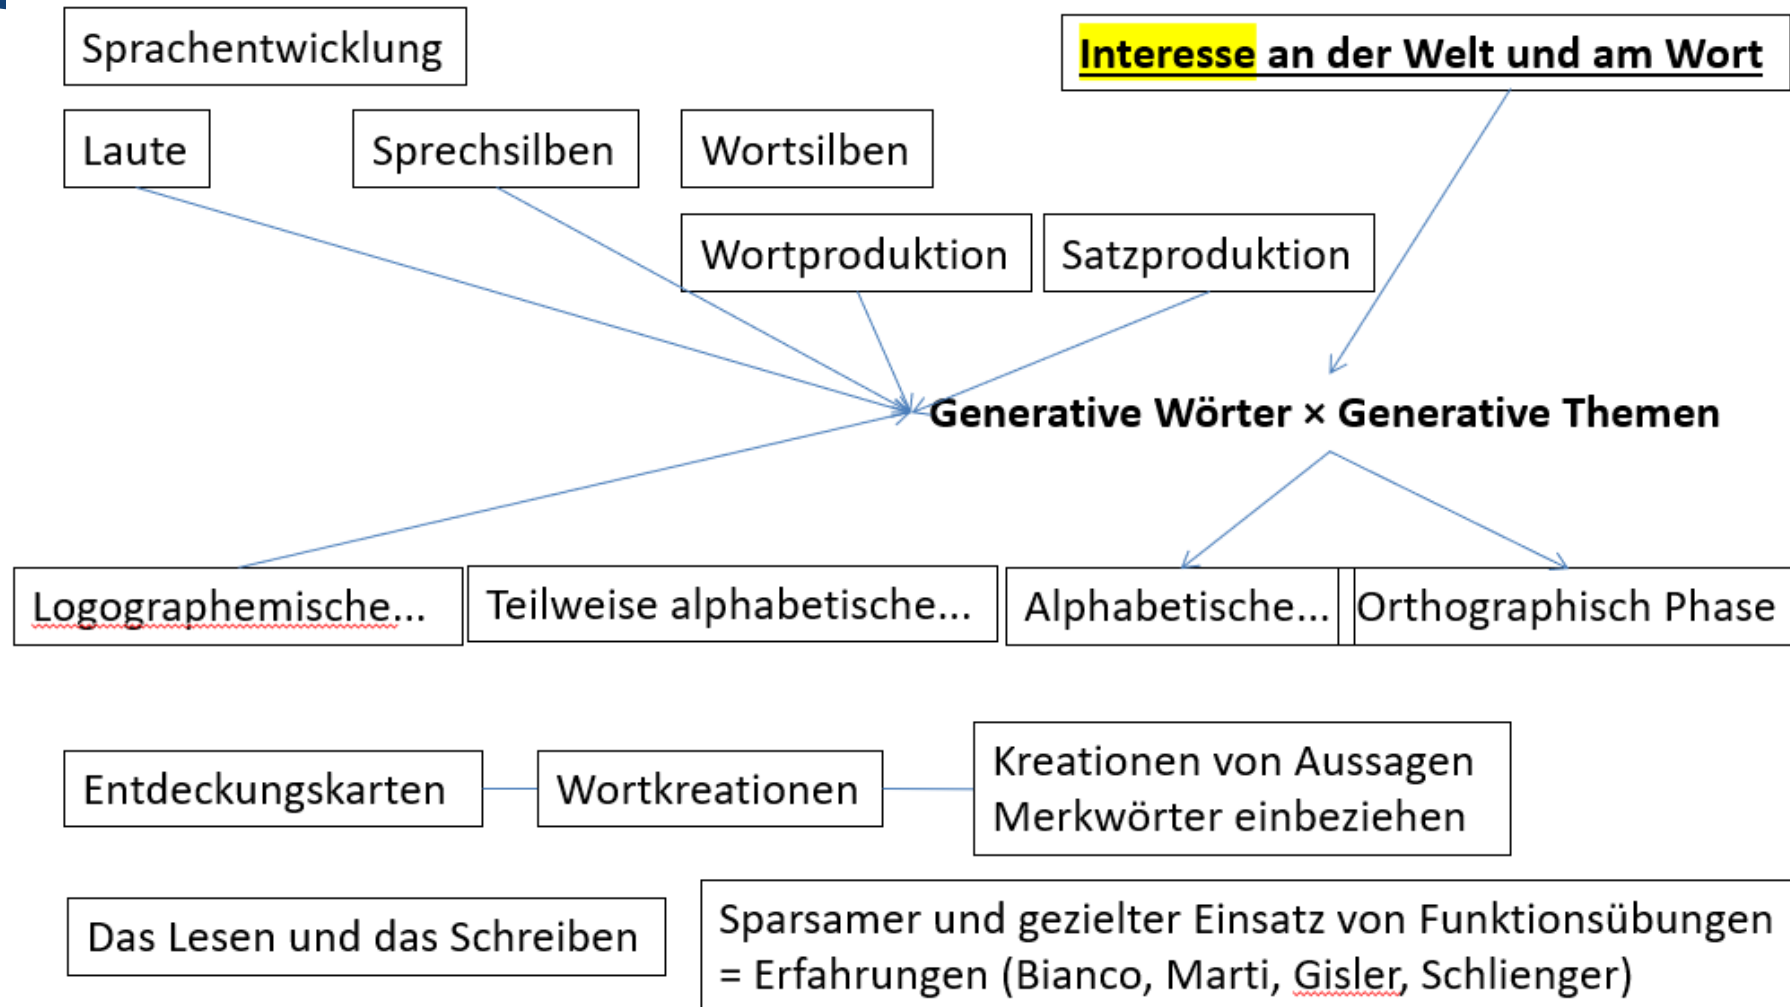 Sprachentwicklung
Interesse an der Welt und am Wort
Laute
Sprechsilben
Wortsilben
Wortproduktion
Satzproduktion
Generative Wörter × Generative Themen
Logographemische...
Teilweise alphabetische...
Alphabetische...
Orthographisch Phase
Entdeckungskarten
Wortkreationen
Kreationen von Aussagen
Merkwörter einbeziehen
Das Lesen und das Schreiben
Sparsamer und gezielter Einsatz von Funktionsübungen
= Erfahrungen (Bianco, Marti, Gisler, Schlienger)